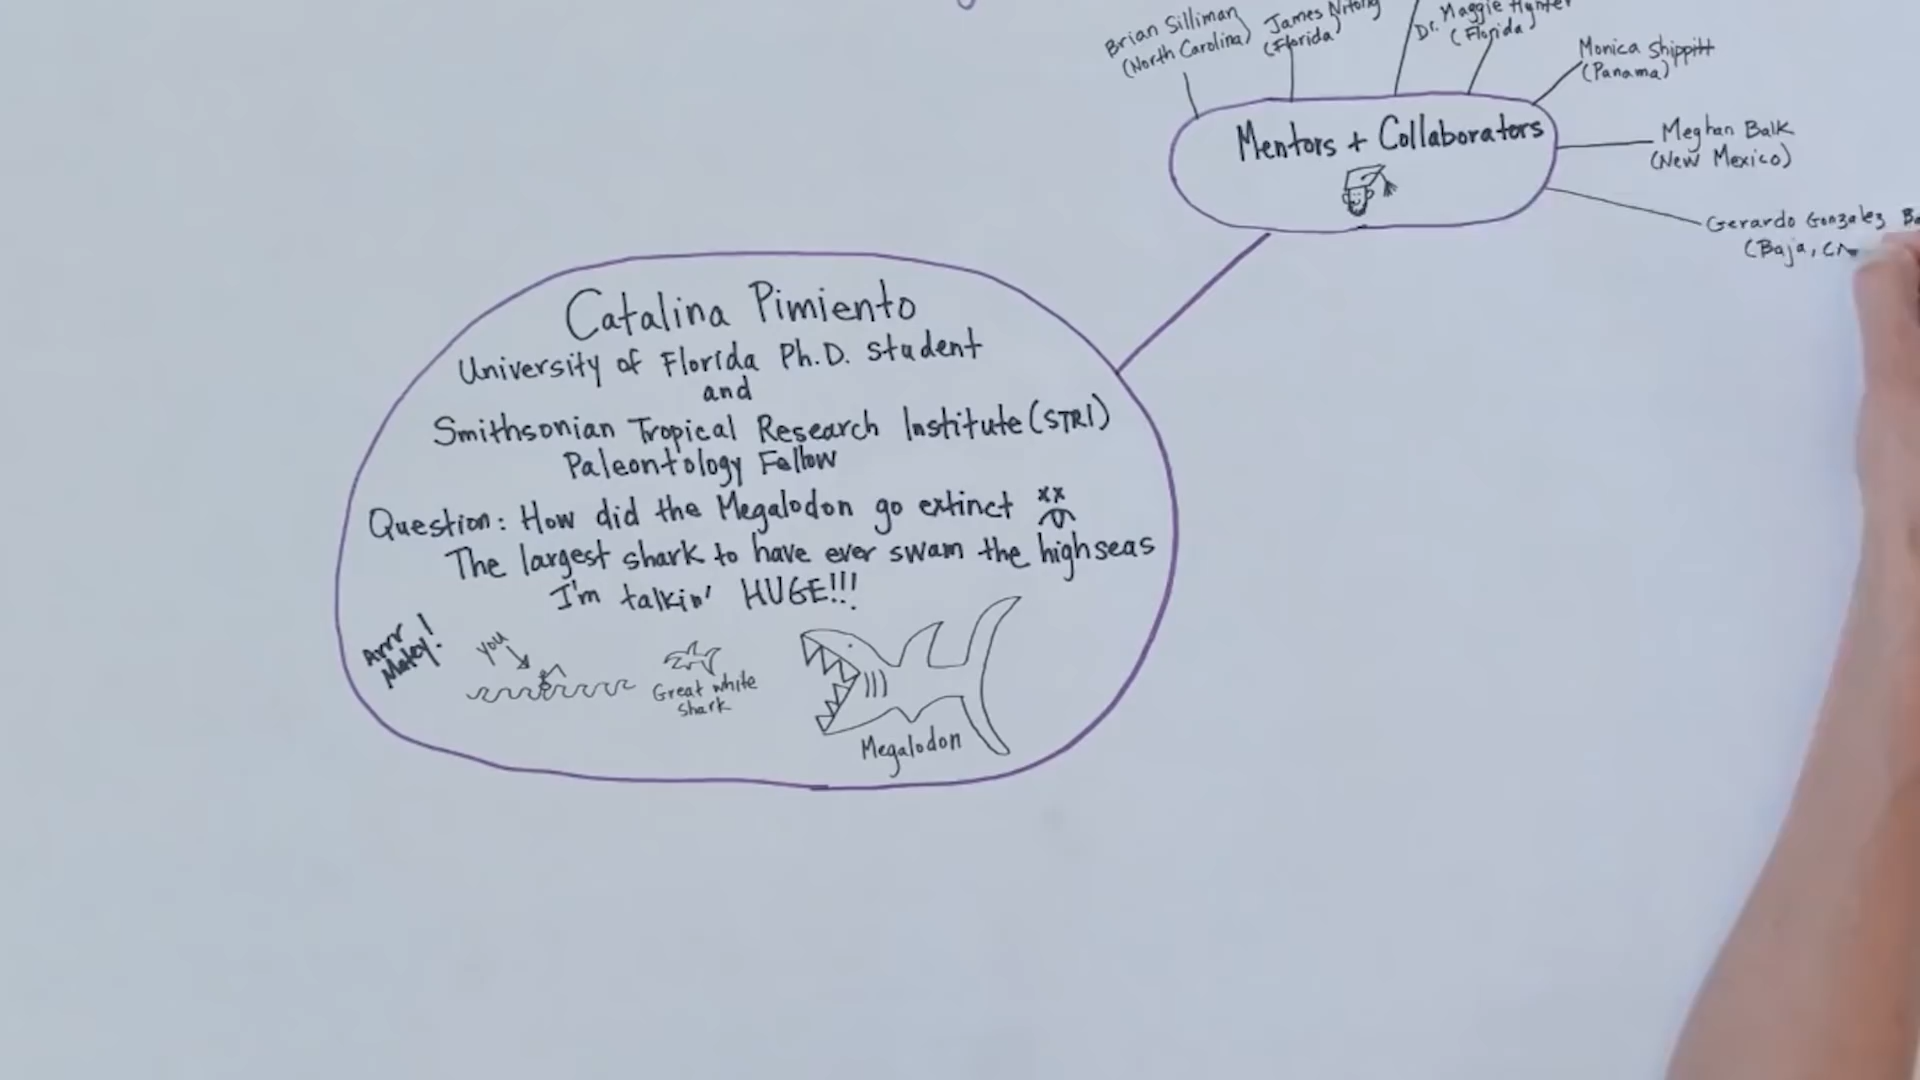 Brian Silliman
(North Carolina)
James
(Florida)
Dr. Maggie Hunter
(Florida)
Monica Shippitt
(Panama)
Mentors + Collaborators
Meghan Balk
(New Mexico)
Gerardo Gonzalez
(Baja,
Catalina Pimiento
University of Florida Ph.D. Student
and
Smithsonian Tropical Research Institute (STRI)
Paleontology Fellow
Question: How did the Megalodon go extinct
The largest shark to have ever swam the high seas
I'm talkin' HUGE!!!
Arrr
Matey!
you
Great white
shark
Megalodon